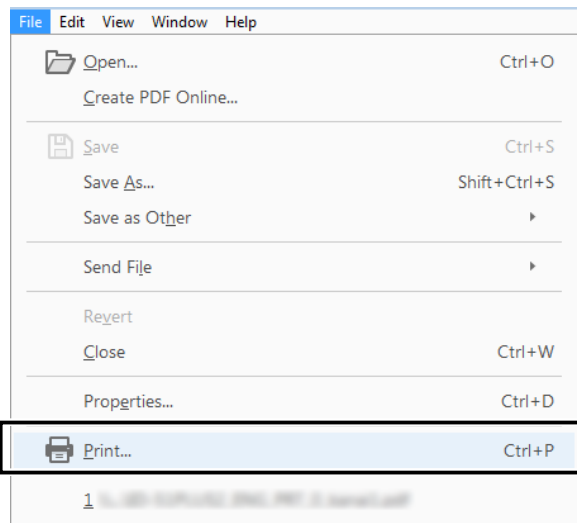 File Edit View Window Help
Open... Ctrl+O
Create PDF Online...
Save Ctrl+S
Save As... Shift+Ctrl+S
Save as Other
Send File
Revert
Close Ctrl+W
Properties... Ctrl+D
Print... Ctrl+P
1